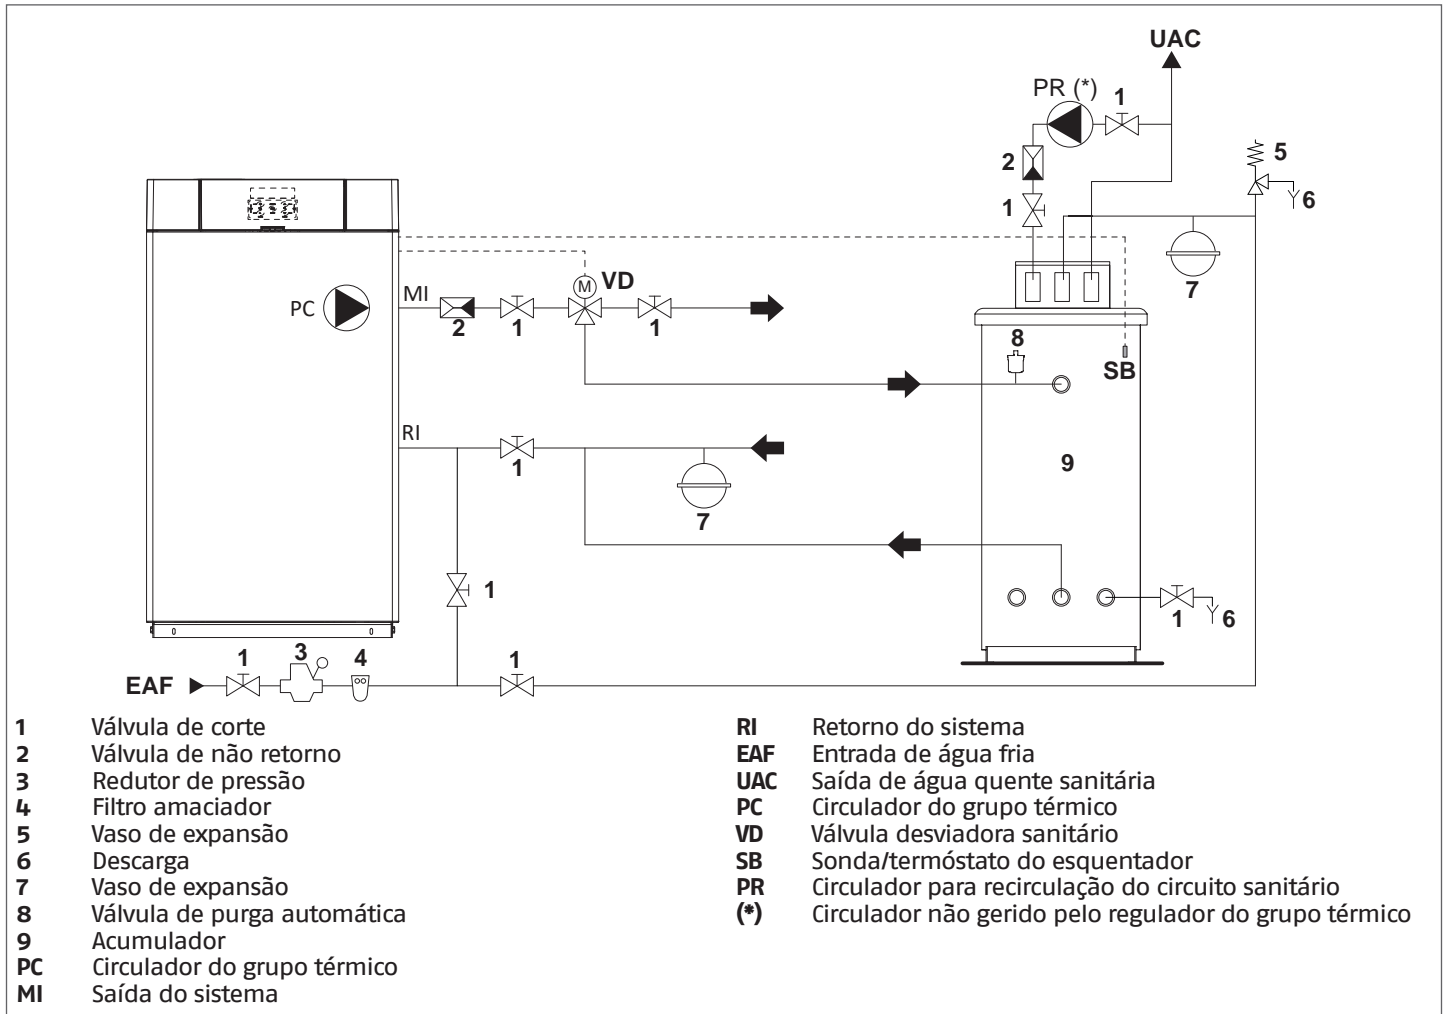 UAC
PR (*)
1
2
5
1
6
VD
M
MI
PC
2
1
1
7
8
SB
RI
1
9
7
1
1
6
3
4
1
1
EAF
1 Válvula de corte
2 Válvula de não retorno
3 Redutor de pressão
4 Filtro amaciador
5 Vaso de expansão
6 Descarga
7 Vaso de expansão
8 Válvula de purga automática
9 Acumulador
PC Circulador do grupo térmico
MI Saída do sistema
RI Retorno do sistema
EAF Entrada de água fria
UAC Saída de água quente sanitária
PC Circulador do grupo térmico
VD Válvula desviadora sanitário
SB Sonda/termóstato do esquentador
PR Circulador para recirculação do circuito sanitário
(*) Circulador não gerido pelo regulador do grupo térmico